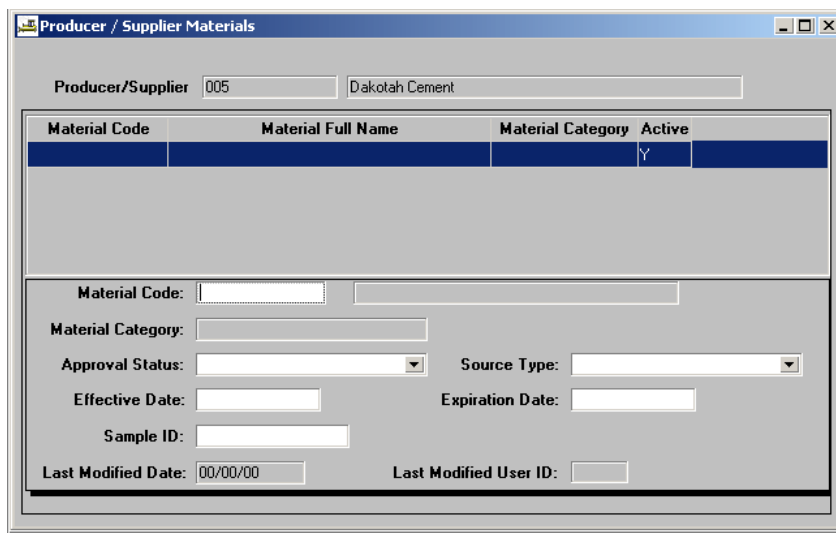 Producer / Supplier Materials
Producer/Supplier 005 Dakotah Cement
Material Code Material Full Name Material Category Active
Y
Material Code:
Material Category:
Approval Status: Source Type:
Effective Date: Expiration Date:
Sample ID:
Last Modified Date: 00/00/00 Last Modified User ID: